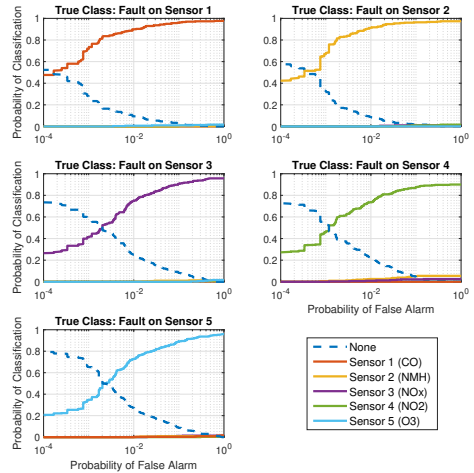 True Class: Fault on Sensor 1
True Class: Fault on Sensor 2
Probability of Classification
1
0.8
0.6
0.4
0.2
0
10^-4
10^-2
10^0
1
0.8
0.6
0.4
0.2
0
10^-4
10^-2
10^0
True Class: Fault on Sensor 3
True Class: Fault on Sensor 4
Probability of Classification
1
0.8
0.6
0.4
0.2
0
10^-4
10^-2
10^0
1
0.8
0.6
0.4
0.2
0
10^-4
10^-2
10^0
Probability of False Alarm
True Class: Fault on Sensor 5
Probability of Classification
1
0.8
0.6
0.4
0.2
0
10^-4
10^-2
10^0
Probability of False Alarm
None
Sensor 1 (CO)
Sensor 2 (NMH)
Sensor 3 (NOx)
Sensor 4 (NO2)
Sensor 5 (O3)